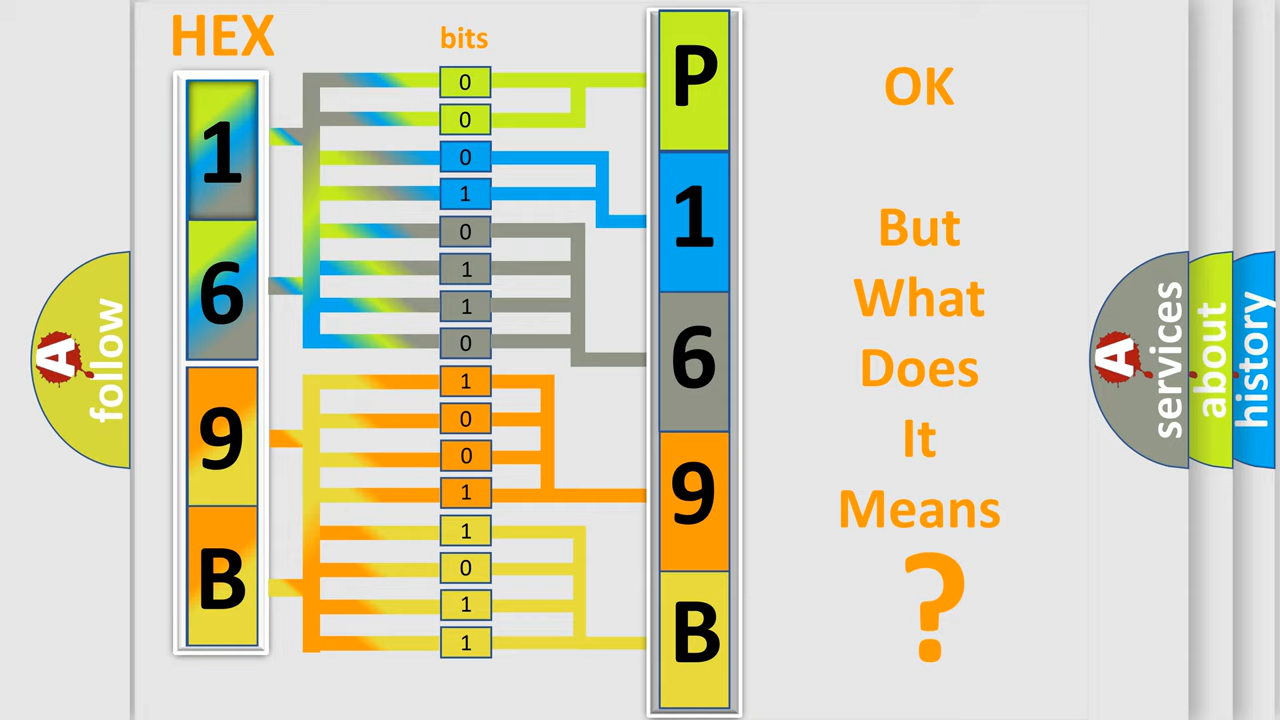 HEX
bits
1
6
9
B
0
0
0
1
0
1
1
0
1
0
0
1
1
0
1
1
P
1
6
9
B
OK
But
What
Does
It
Means
?
A
follow
A
services
about
history